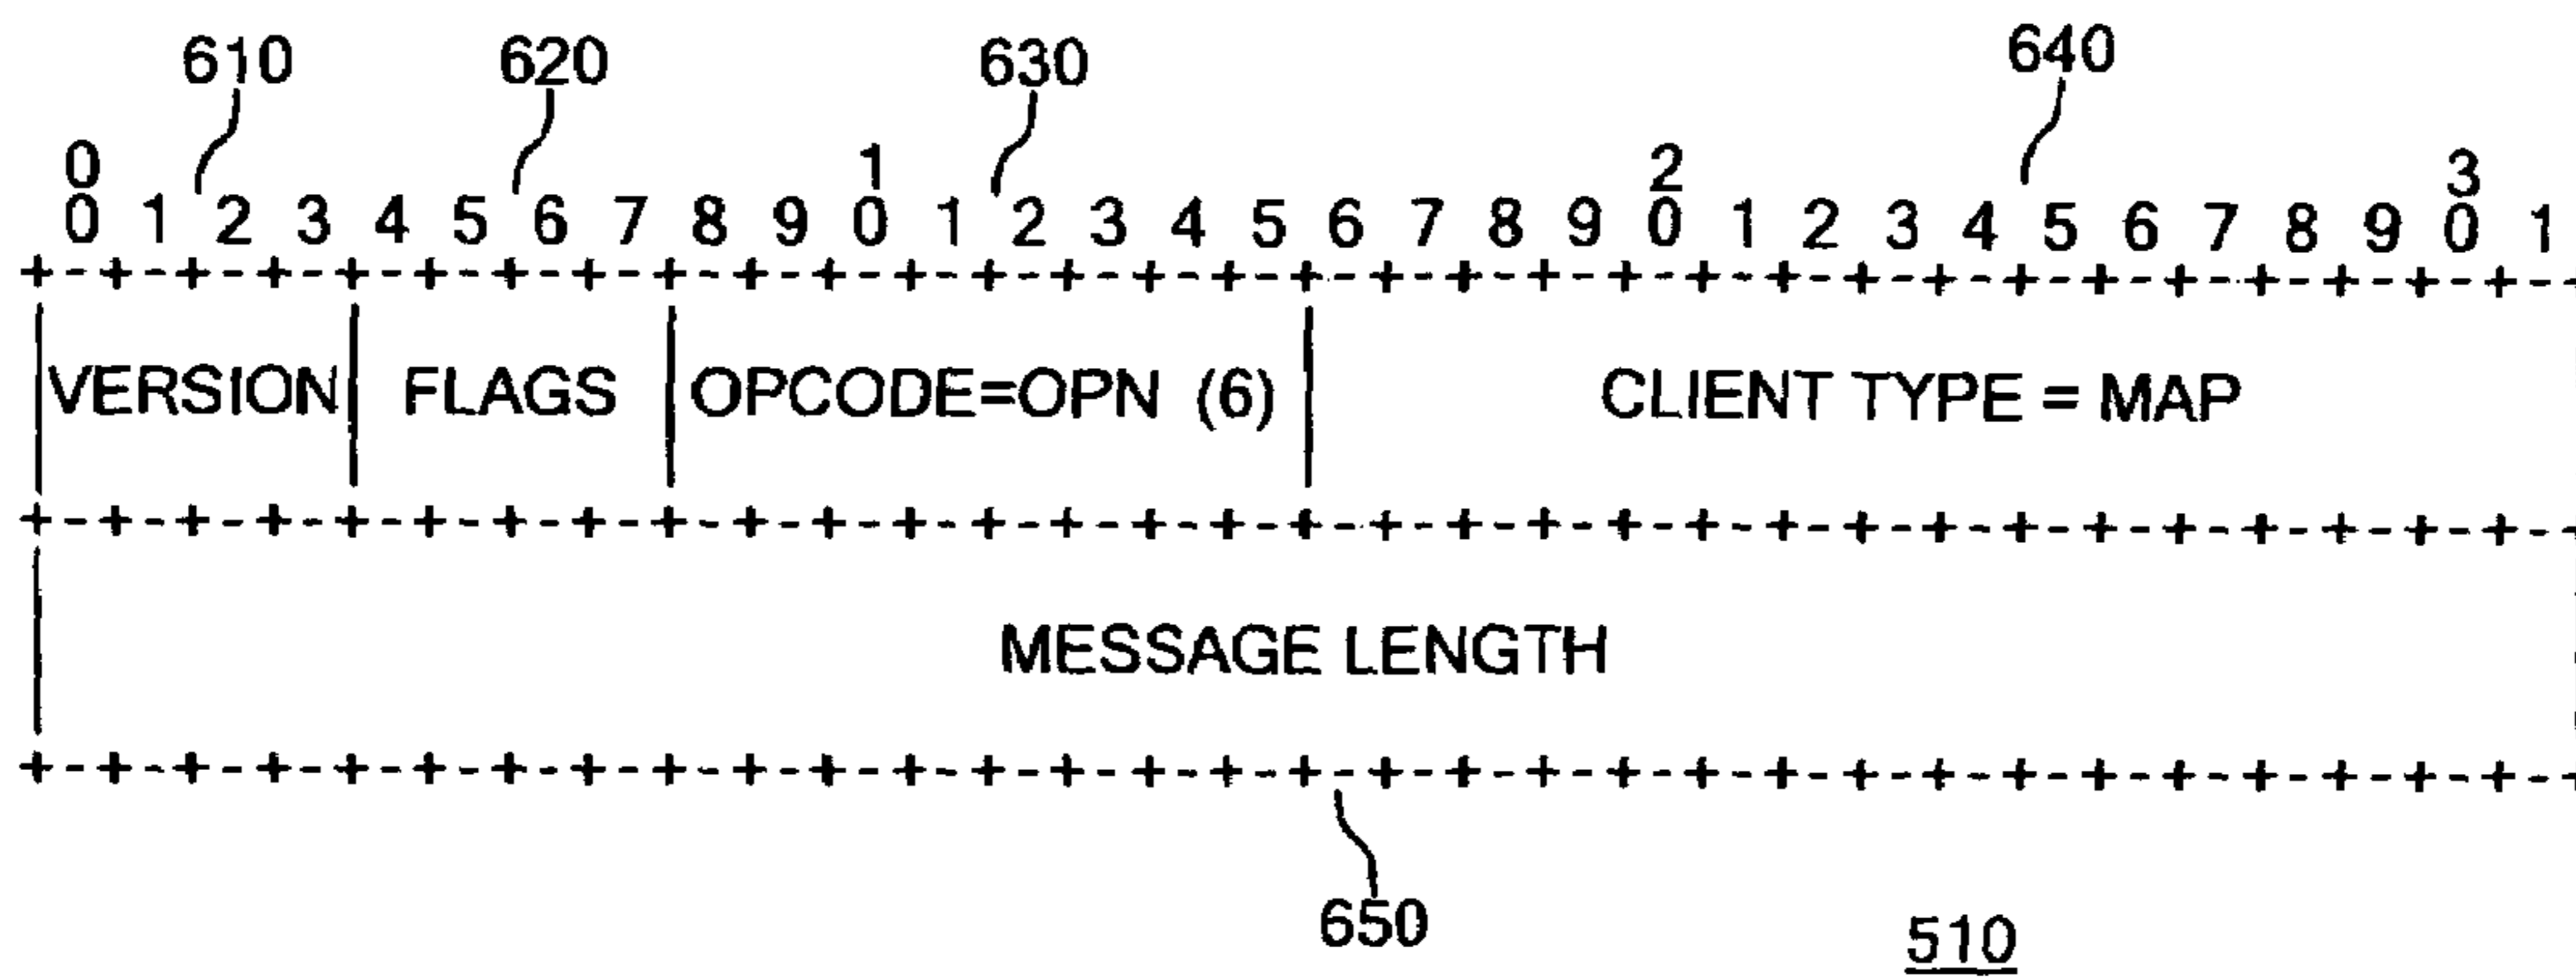 610 620 630 640
0 1 2 3
0 1 2 3 4 5 6 7 8 9 0 1 2 3 4 5 6 7 8 9 0 1 2 3 4 5 6 7 8 9 0 1
+-+-+-+-+-+-+-+-+-+-+-+-+-+-+-+-+-+-+-+-+-+-+-+-+-+-+-+-+-+-+-+-
VERSION FLAGS OPCODE=OPN (6) CLIENT TYPE = MAP
+-+-+-+-+-+-+-+-+-+-+-+-+-+-+-+-+-+-+-+-+-+-+-+-+-+-+-+-+-+-+-+-
MESSAGE LENGTH
+-+-+-+-+-+-+-+-+-+-+-+-+-+-+-+-+-+-+-+-+-+-+-+-+-+-+-+-+-+-+-+-
650
510